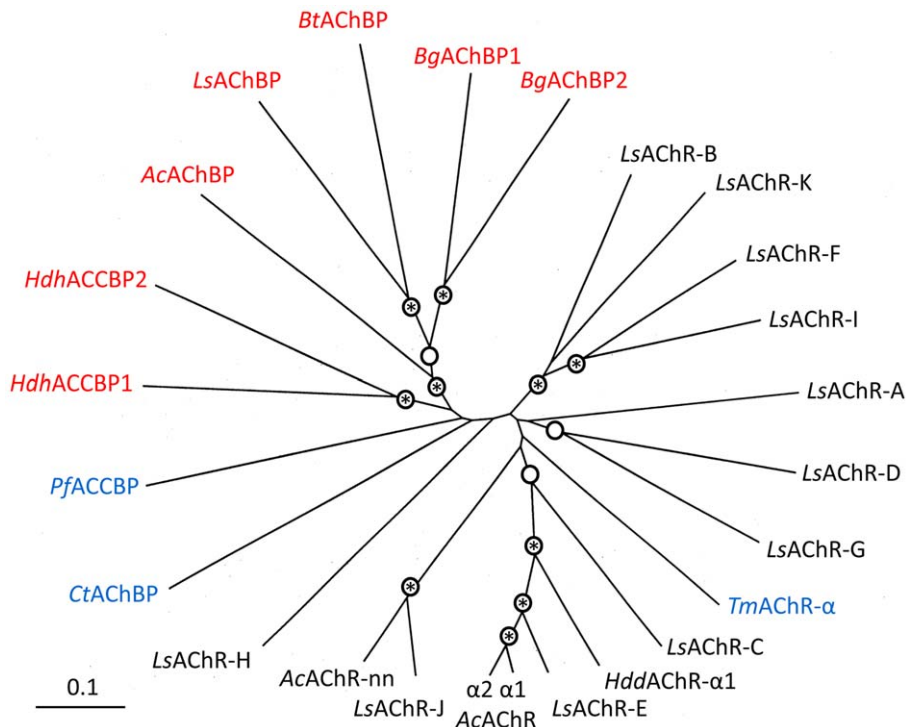 BtAChBP
BgAChBP1
LsAChBP
BgAChBP2
LsAChR-B
AcAChBP
LsAChR-K
LsAChR-F
HdhACCBP2
LsAChR-I
HdhACCBP1
LsAChR-A
LsAChR-D
PfACCBP
LsAChR-G
CtAChBP
TmAChR-α
LsAChR-H
LsAChR-C
AcAChR-nn
HddAChR-α1
α2 α1
0.1
LsAChR-J
AcAChR
LsAChR-E
* * * * * * * * * *